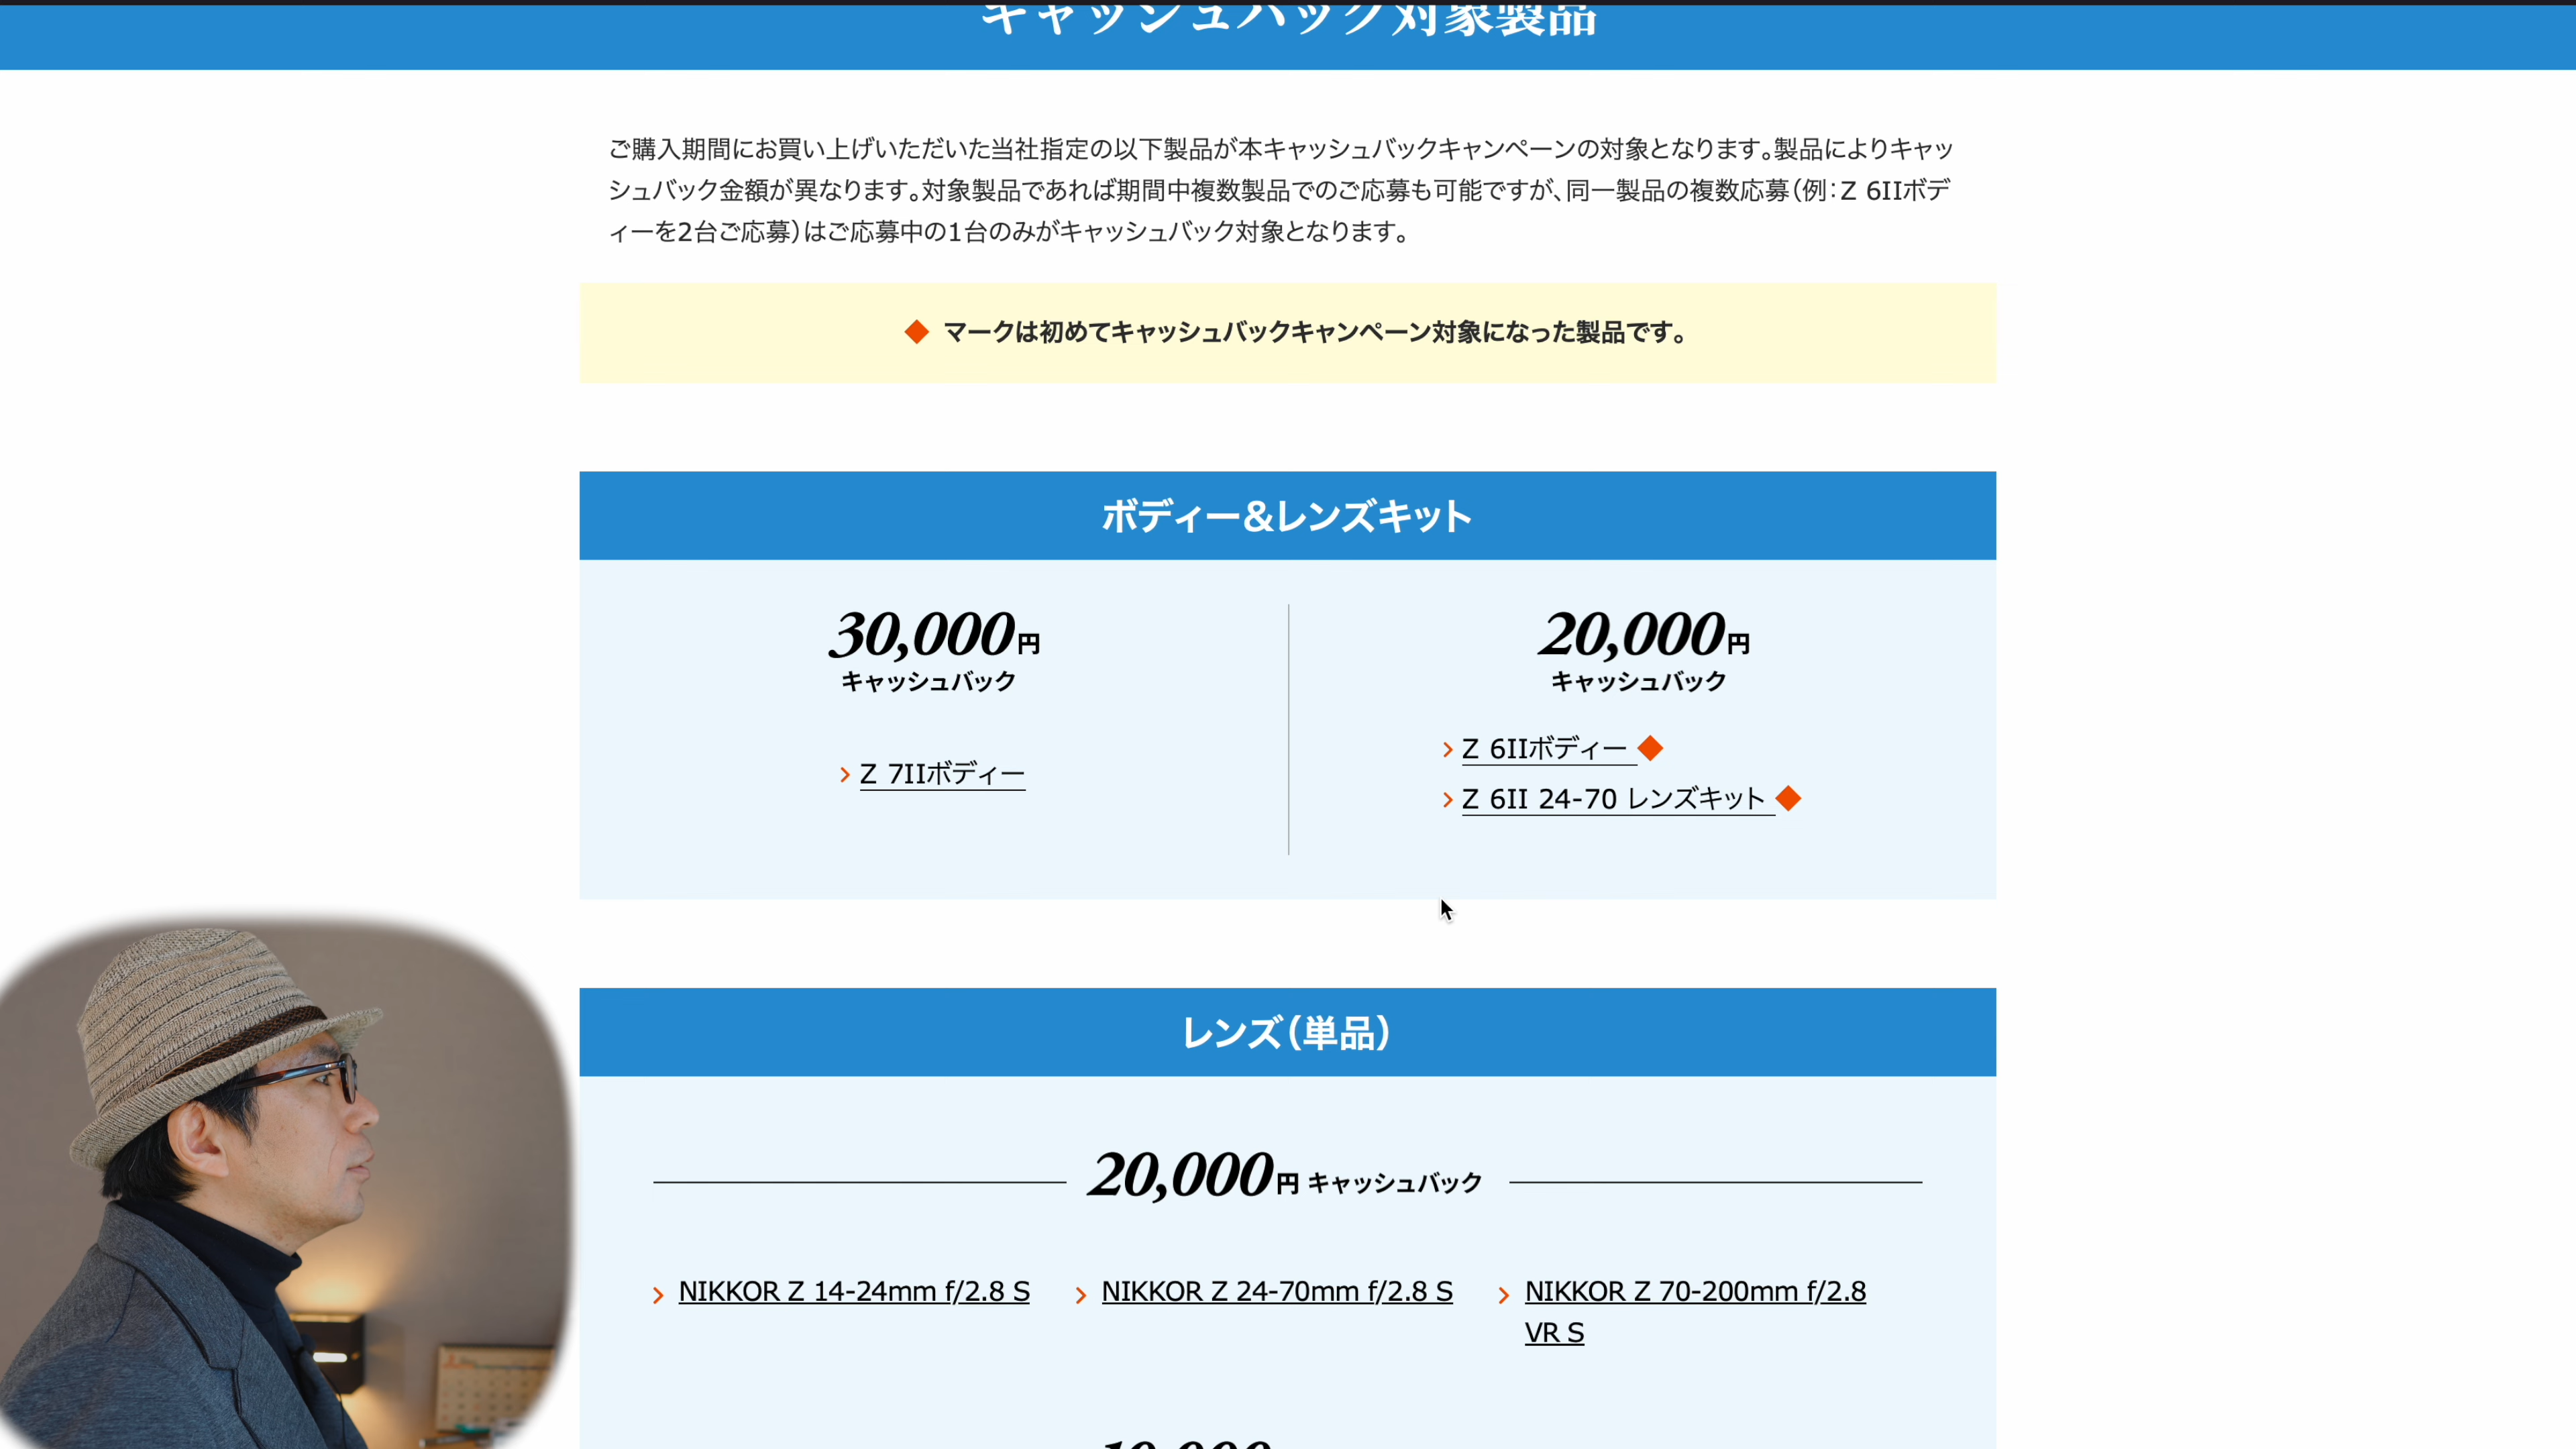 キャッシュバック対象製品
ご購入期間にお買い上げいただいた当社指定の以下製品が本キャッシュバックキャンペーンの対象となります。製品によりキャッ
シュバック金額が異なります。対象製品であれば期間中複数製品でのご応募も可能ですが、同一製品の複数応募（例：Z 6IIボデ
ィーを2台ご応募）はご応募中の1台のみがキャッシュバック対象となります。
◆ マークは初めてキャッシュバックキャンペーン対象になった製品です。
ボディー&レンズキット
30,000円
キャッシュバック
Z 7IIボディー
20,000円
キャッシュバック
Z 6IIボディー ◆
Z 6II 24-70 レンズキット ◆
レンズ（単品）
20,000円 キャッシュバック
NIKKOR Z 14-24mm f/2.8 S
NIKKOR Z 24-70mm f/2.8 S
NIKKOR Z 70-200mm f/2.8
VR S